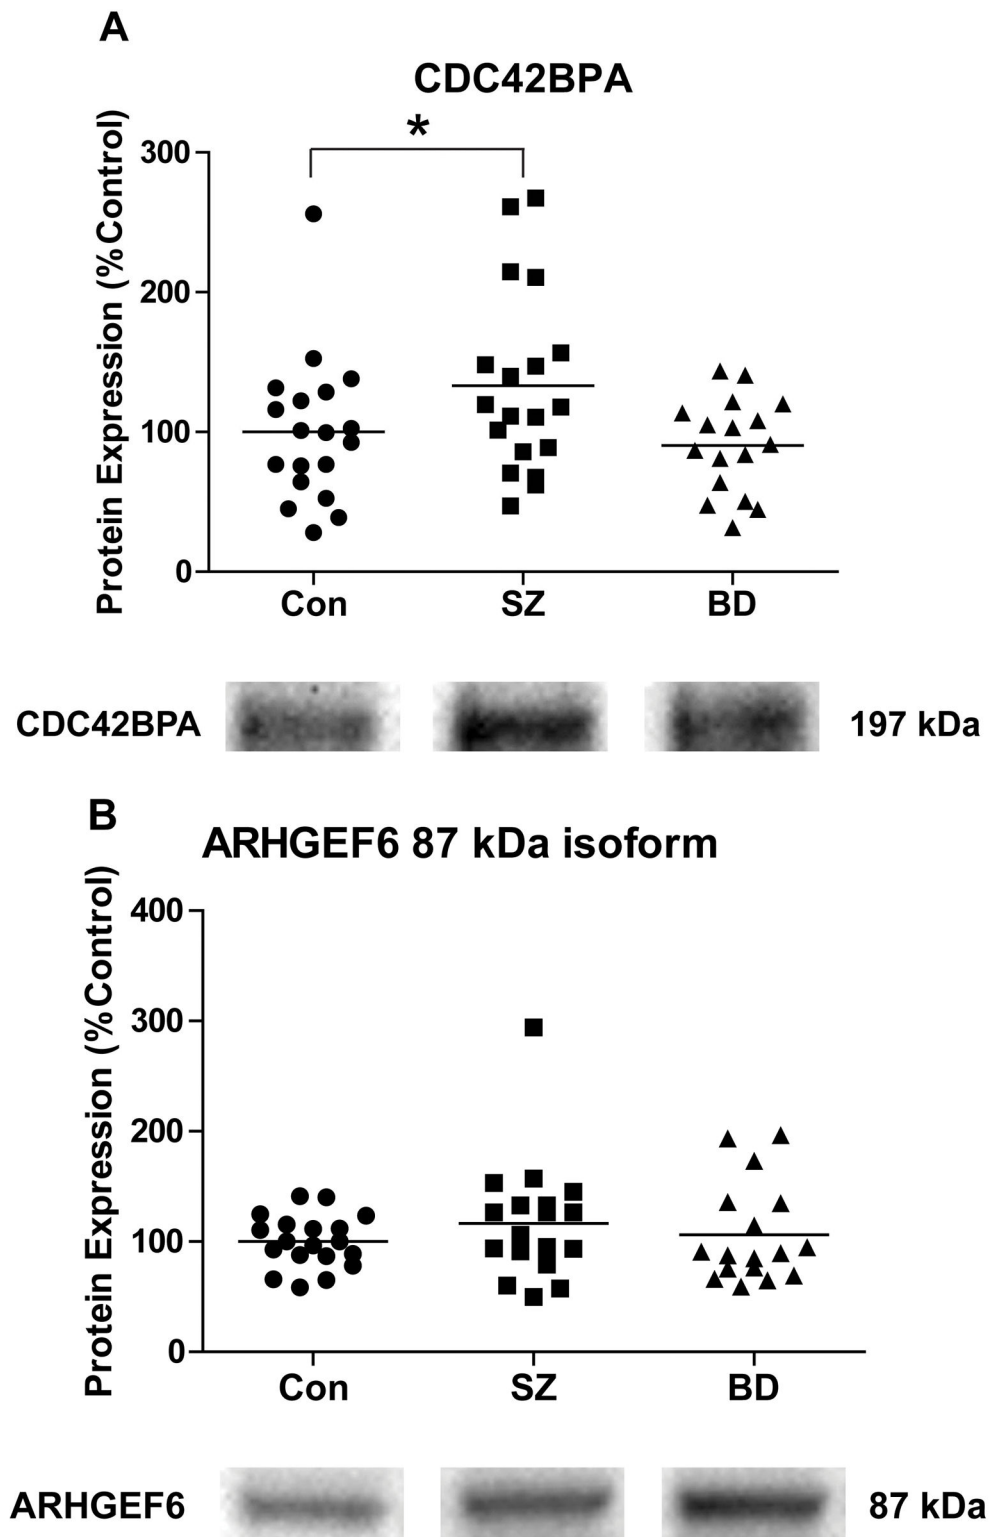 A
CDC42BPA
Protein Expression (%Control)
*
300
200
100
0
Con SZ BD
CDC42BPA 197 kDa
B
ARHGEF6 87 kDa isoform
Protein Expression (%Control)
400
300
200
100
0
Con SZ BD
ARHGEF6 87 kDa